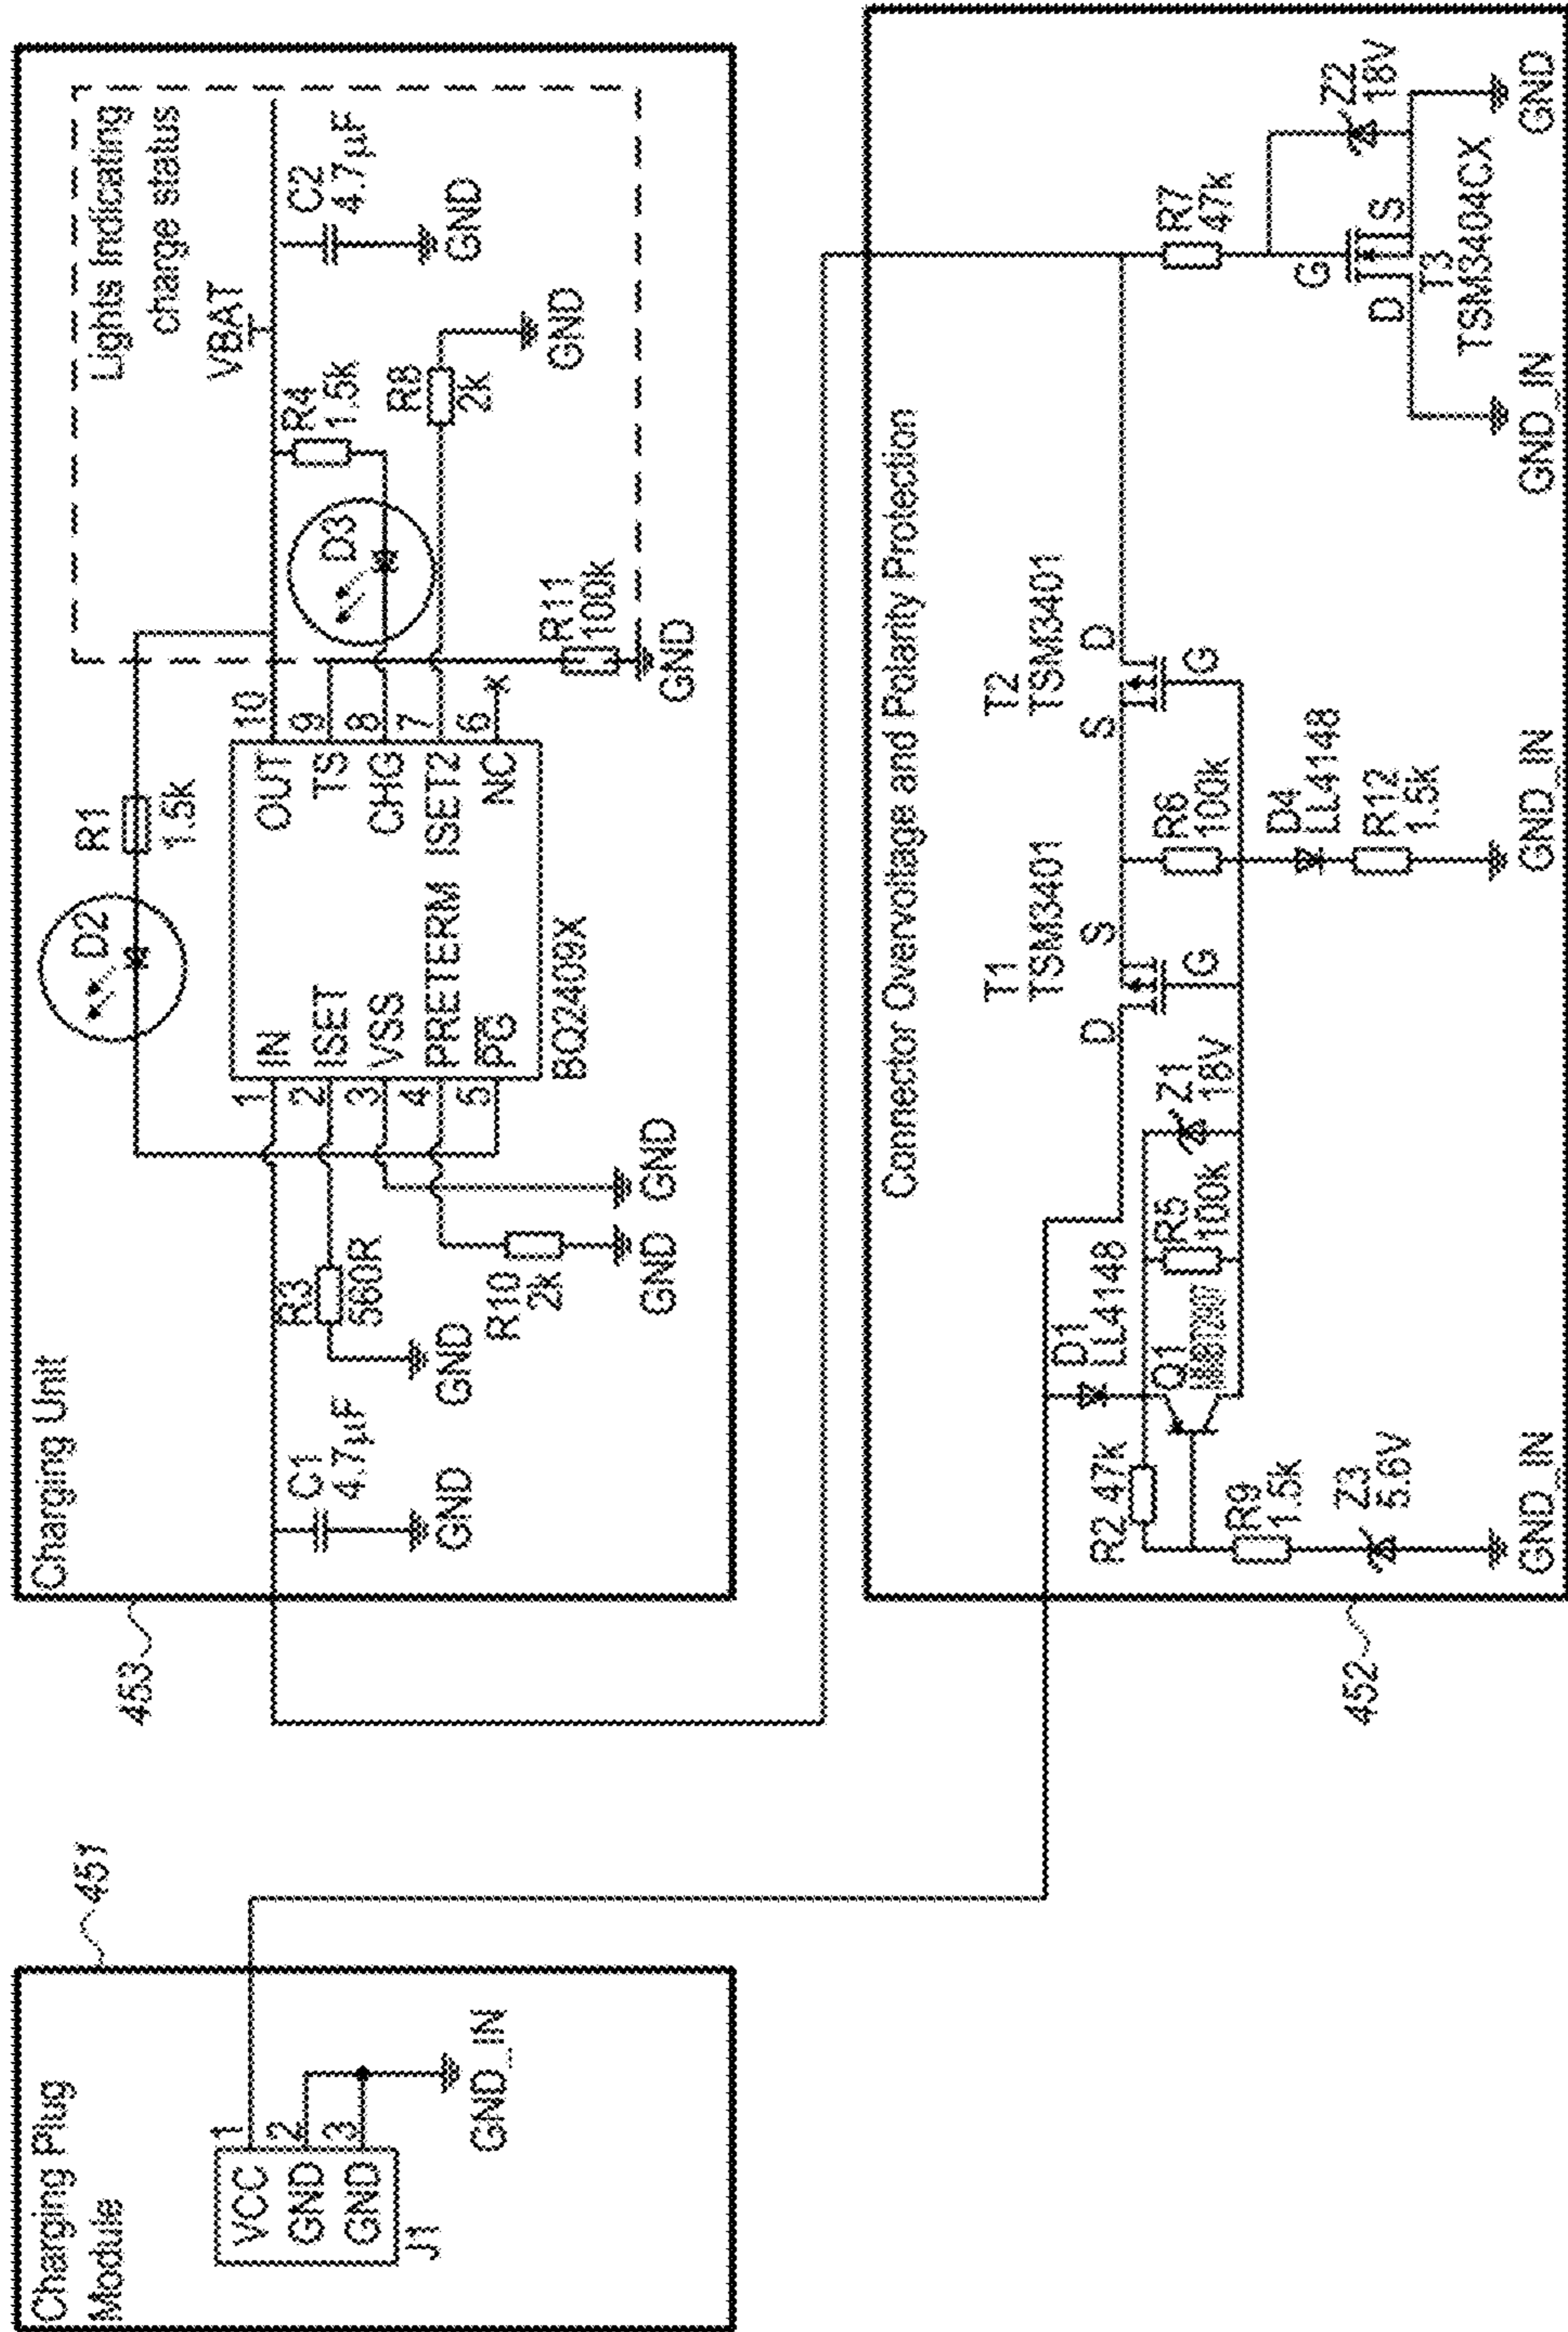 Charging Plug
Module
451
VCC
GND
GND
1
2
3
J1
GND_IN
Charging Unit
453
C1
4.7µF
GND
R3
560R
GND
R10
2k
GND
GND
D2
R1
1.5k
1
2
3
4
5
IN
ISET
VSS
PRETERM
PG
OUT
TS
CHG
ISET2
NC
10
9
8
7
6
BQ2409X
Lights Indicating
charge status
VBAT
D3
R4
1.5k
R8
2k
GND
C2
4.7µF
GND
R11
100k
GND
Connector Overvoltage and Polarity Protection
452
D1
LL4148
R2 47k
Q1
R9
1.5k
Z3
5.6V
GND_IN
R5
100k
Z1
18V
T1
TSM3401
D
S
G
T2
TSM3401
S
D
G
R6
100k
D4
LL4148
R12
1.5k
GND_IN
R7
47k
G
D
S
T3
TSM3404CX
Z2
18V
GND_IN
GND